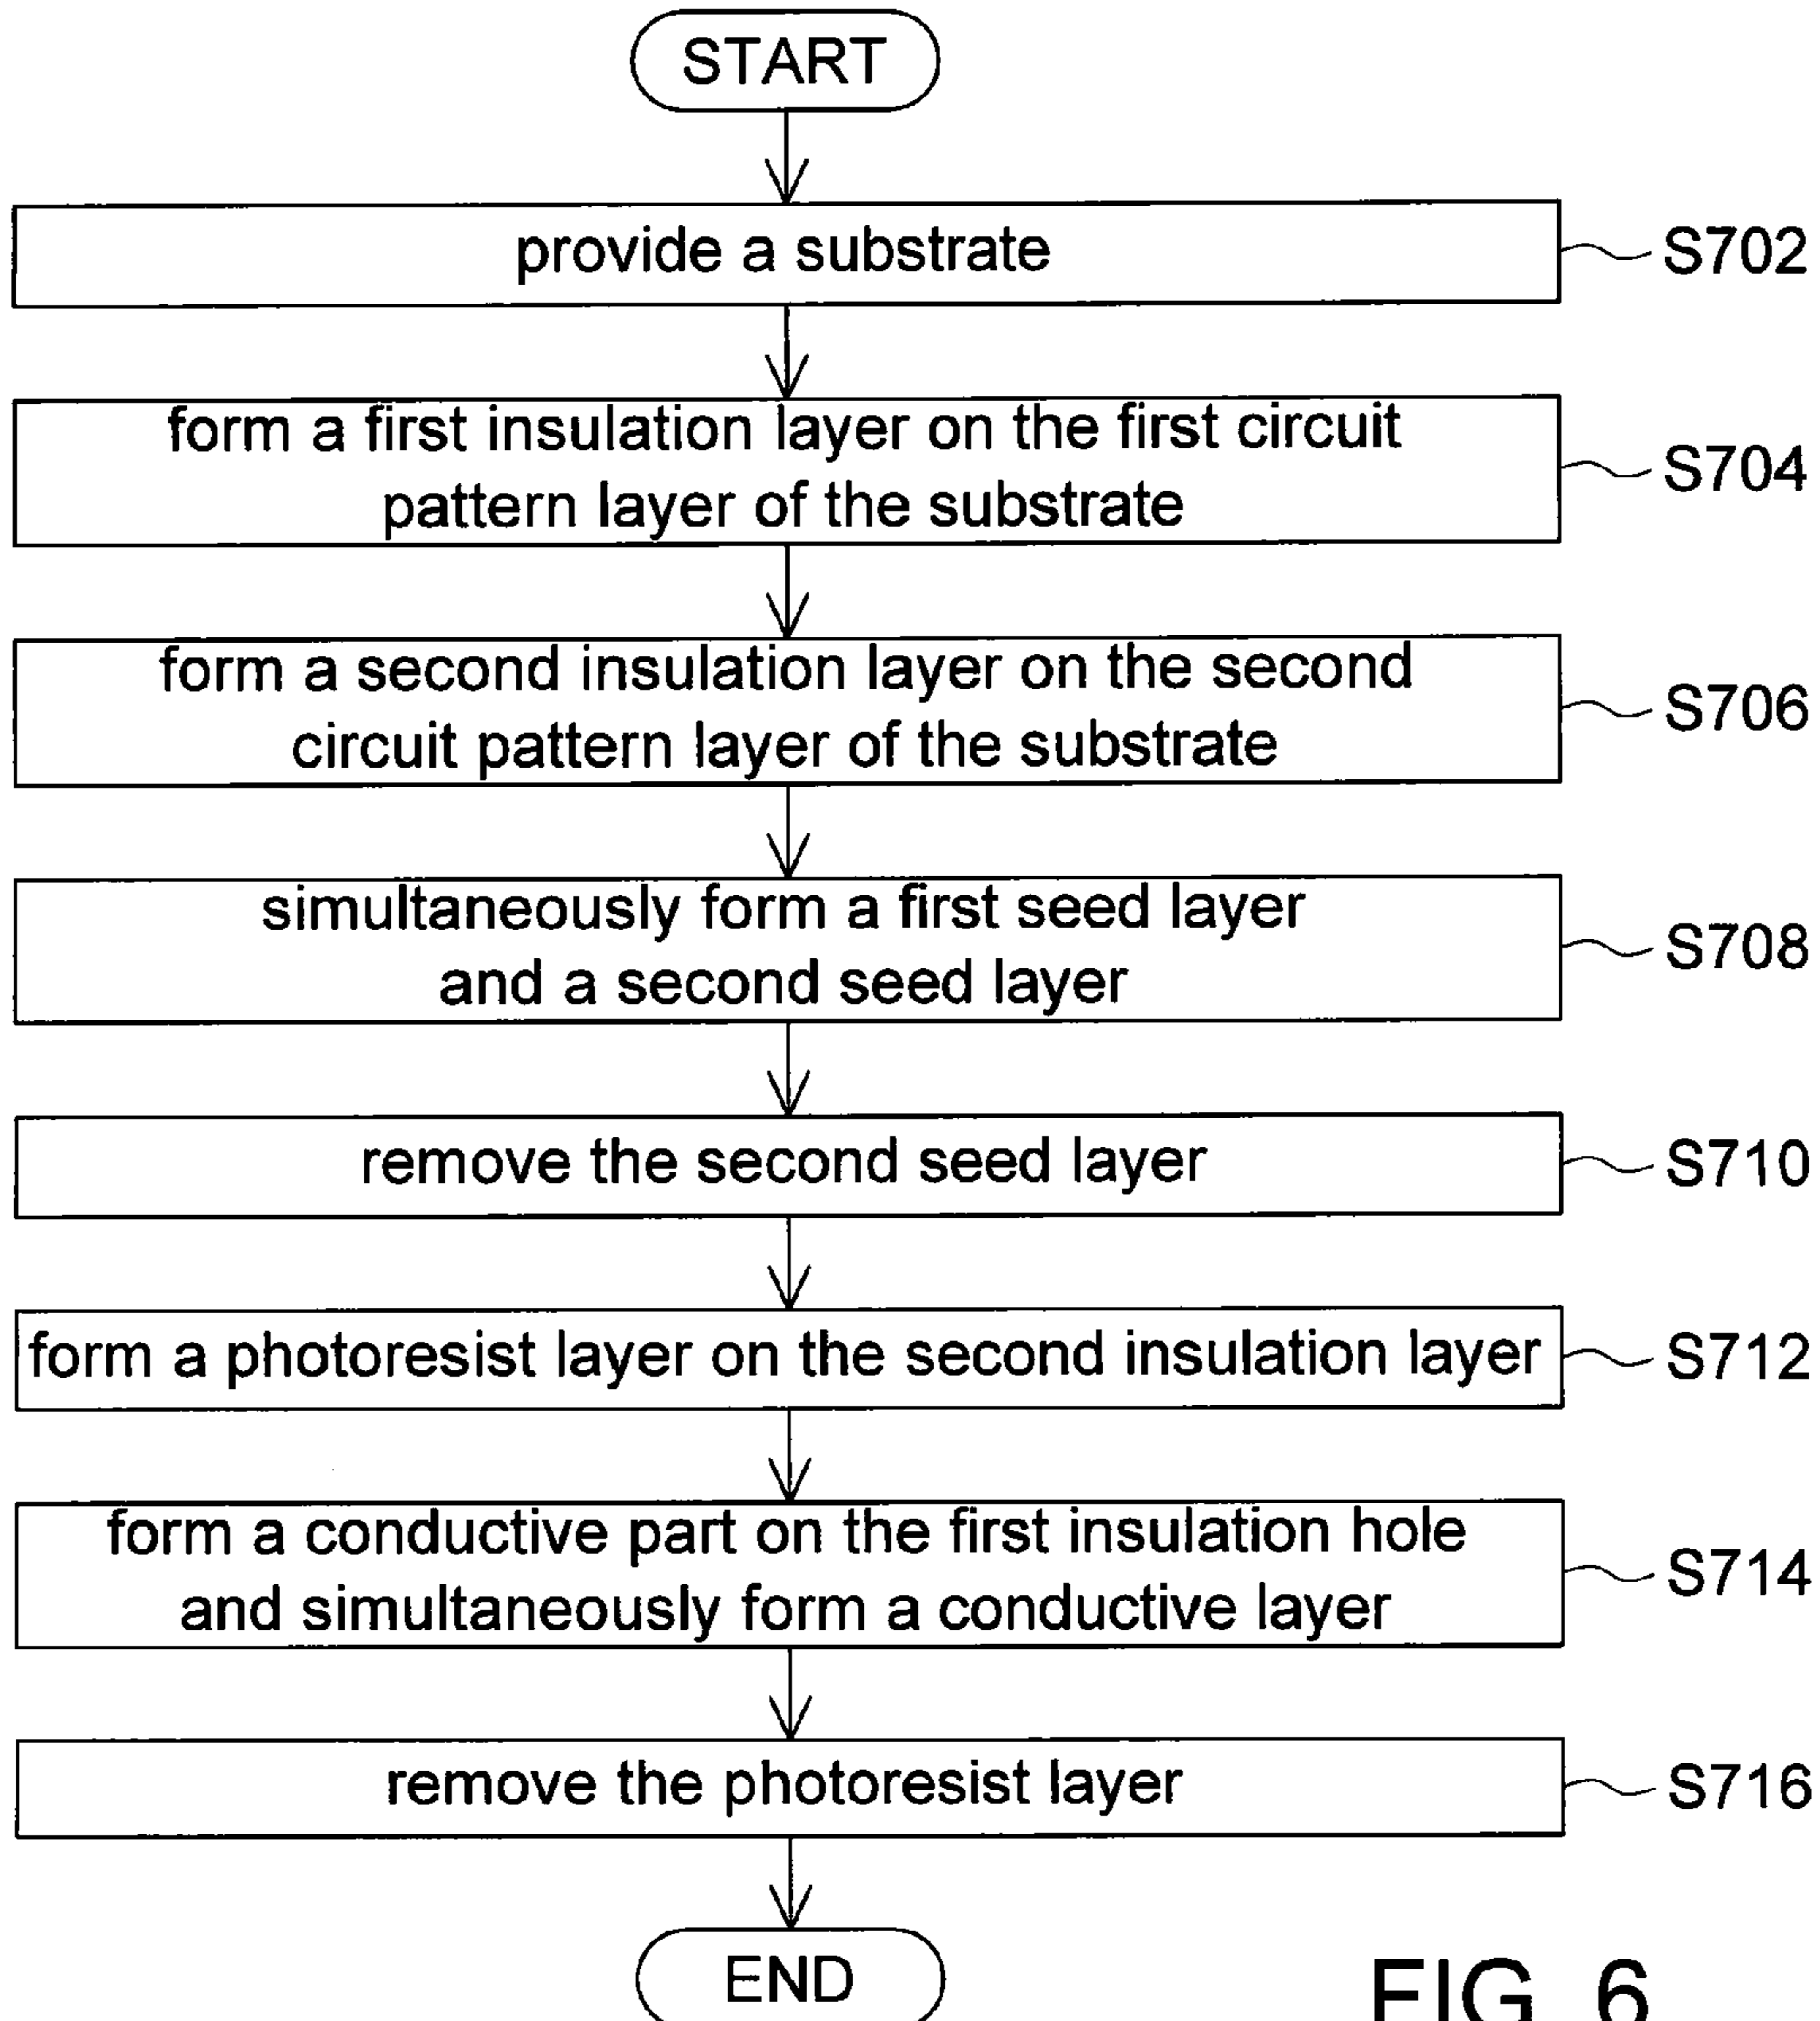 START
provide a substrate
S702
form a first insulation layer on the first circuit
pattern layer of the substrate
S704
form a second insulation layer on the second
circuit pattern layer of the substrate
S706
simultaneously form a first seed layer
and a second seed layer
S708
remove the second seed layer
S710
form a photoresist layer on the second insulation layer
S712
form a conductive part on the first insulation hole
and simultaneously form a conductive layer
S714
remove the photoresist layer
S716
END
FIG. 6